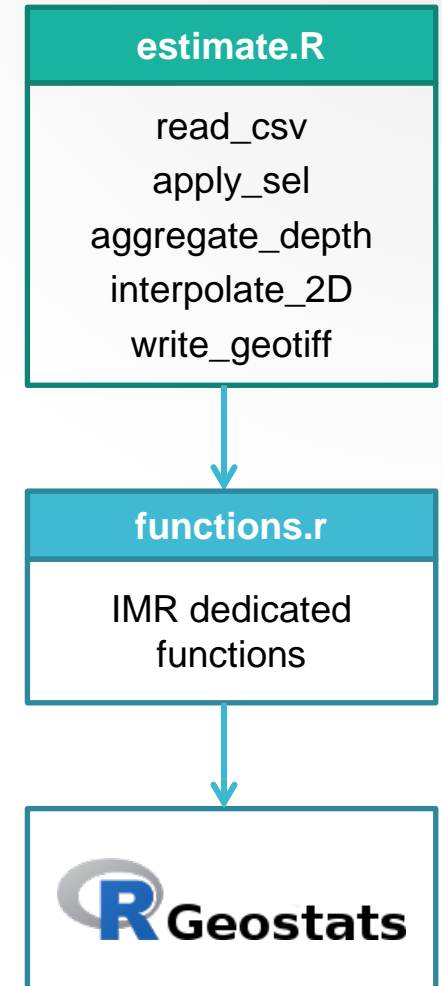 estimate.R
read_csv
apply_sel
aggregate_depth
interpolate_2D
write_geotiff
functions.r
IMR dedicated
functions
RGeostats